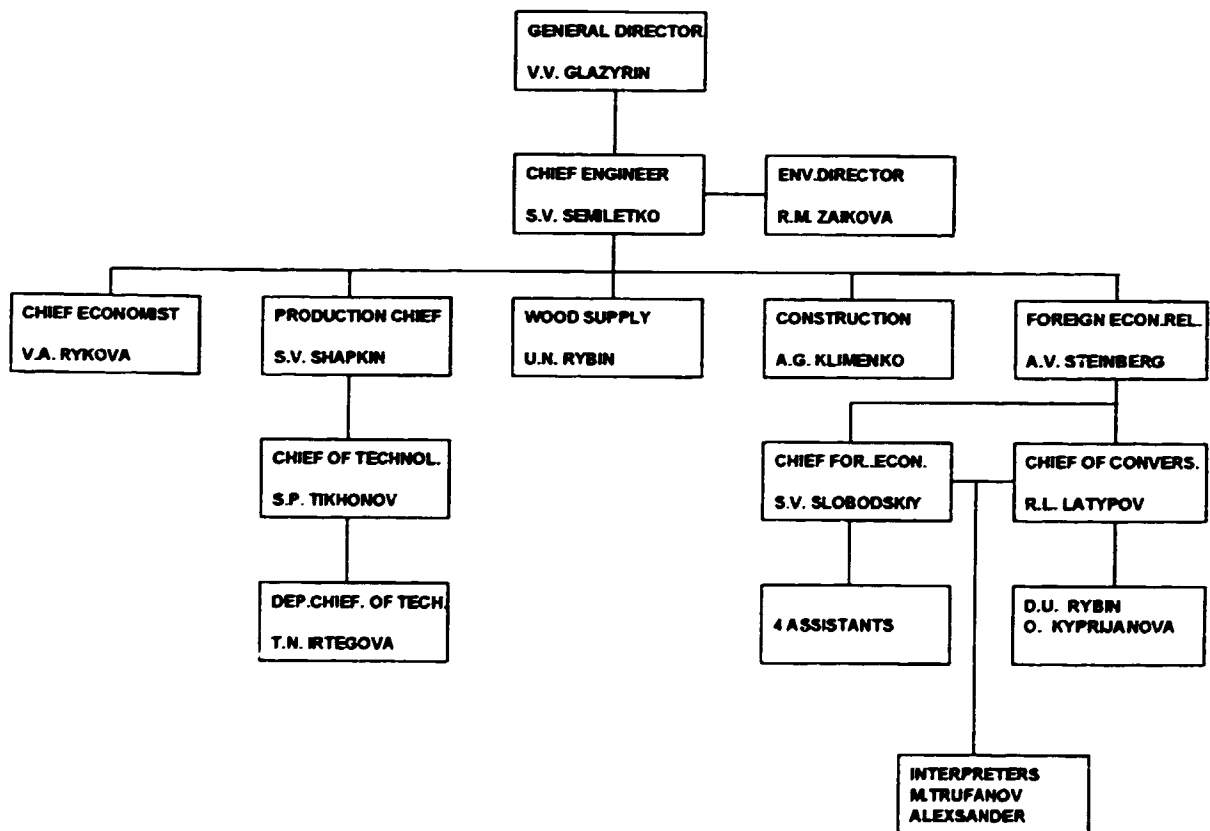 GENERAL DIRECTOR
V.V. GLAZYRIN
CHIEF ENGINEER
S.V. SEMILETKO
ENV.DIRECTOR
R.M. ZAIKOVA
CHIEF ECONOMIST
V.A. RYKOVA
PRODUCTION CHIEF
S.V. SHAPKIN
WOOD SUPPLY
U.N. RYBIN
CONSTRUCTION
A.G. KLIMENKO
FOREIGN ECON.REL.
A.V. STEINBERG
CHIEF OF TECHNOL.
S.P. TIKHONOV
CHIEF FOR..ECON.
S.V. SLOBODSKIY
CHIEF OF CONVERS.
R.L. LATYPOV
DEP.CHIEF. OF TECH.
T.N. IRTEGOVA
4 ASSISTANTS
D.U. RYBIN
O. KYPRIJANOVA
INTERPRETERS
M.TRUFANOV
ALEXSANDER